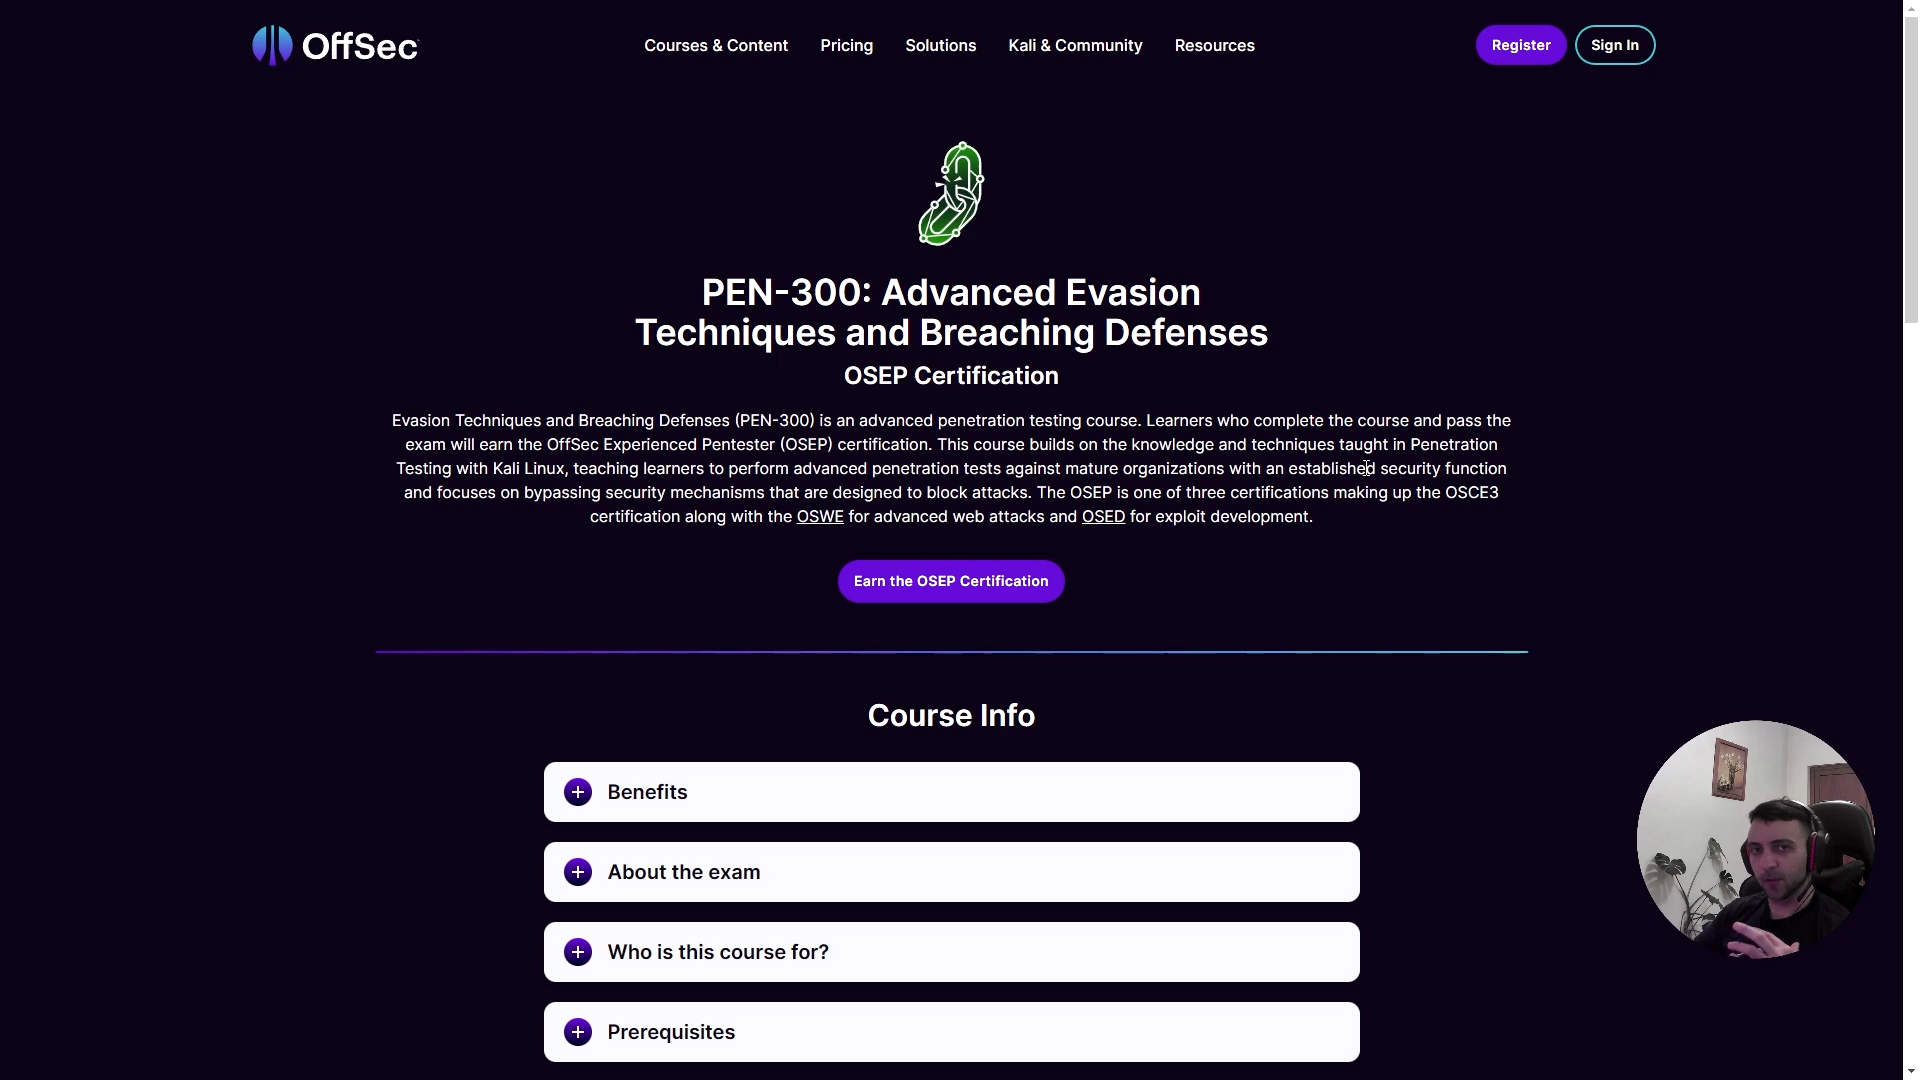 OffSec
Courses & Content
Pricing
Solutions
Kali & Community
Resources
Register
Sign In
PEN-300: Advanced Evasion
Techniques and Breaching Defenses
OSEP Certification
Evasion Techniques and Breaching Defenses (PEN-300) is an advanced penetration testing course. Learners who complete the course and pass the
exam will earn the OffSec Experienced Pentester (OSEP) certification. This course builds on the knowledge and techniques taught in Penetration
Testing with Kali Linux, teaching learners to perform advanced penetration tests against mature organizations with an established security function
and focuses on bypassing security mechanisms that are designed to block attacks. The OSEP is one of three certifications making up the OSCE3
certification along with the OSWE for advanced web attacks and OSED for exploit development.
Earn the OSEP Certification
Course Info
Benefits
About the exam
Who is this course for?
Prerequisites